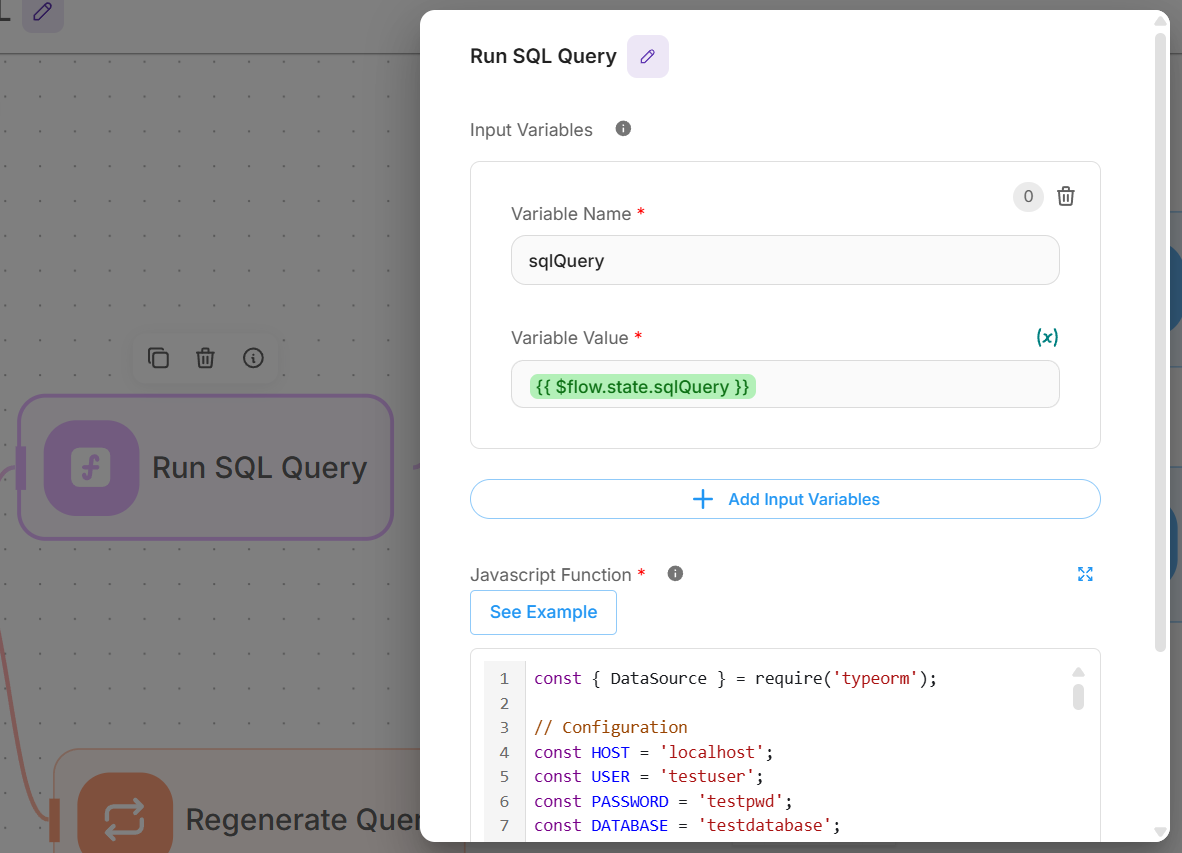 Run SQL Query
Input Variables
0
Variable Name *
sqlQuery
Variable Value *
(x)
{{ $flow.state.sqlQuery }}
Add Input Variables
Javascript Function *
See Example
1 const { DataSource } = require('typeorm');
2
3 // Configuration
4 const HOST = 'localhost';
5 const USER = 'testuser';
6 const PASSWORD = 'testpwd';
7 const DATABASE = 'testdatabase';
Run SQL Query
Regenerate Quer